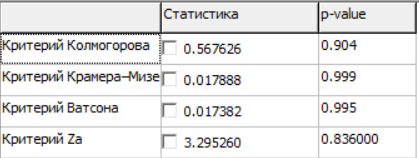 Статистика p-value
Критерий Колмогорова 0.567626 0.904
Критерий Крамера-Мизе 0.017888 0.999
Критерий Ватсона 0.017382 0.995
Критерий Za 3.295260 0.836000